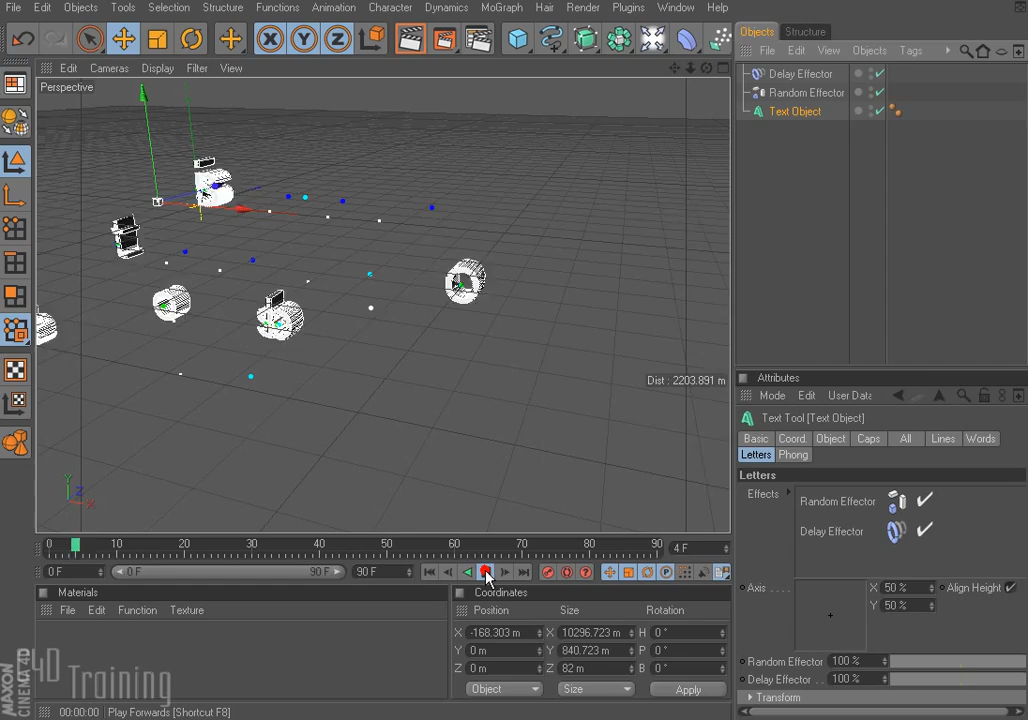 File Edit Objects Tools Selection Structure Functions Animation Character Dynamics MoGraph Hair Render Plugins Window Help
Objects Structure
File Edit View Objects Tags
Edit Cameras Display Filter View
Perspective
Delay Effector
Random Effector
Text Object
Dist : 2203.891 m
Attributes
Mode Edit User Data
Text Tool [Text Object]
Basic Coord. Object Caps All Lines Words
Letters Phong
Letters
Effects
Random Effector
Delay Effector
Axis . . . .
X 50 %
Align Height
Y 50 %
Random Effector 100 %
Delay Effector . . 100 %
Transform
Y
Z
X
0 10 20 30 40 50 60 70 80 90 4 F
0 F 0 F 90 F 90 F
Materials
File Edit Function Texture
Coordinates
Position Size Rotation
X -168.303 m X 10296.723 m H 0 °
Y 0 m Y 840.723 m P 0 °
Z 0 m Z 82 m B 0 °
Object Size Apply
MAXON CINEMA 4D
4D Training
00:00:00 Play Forwards [Shortcut F8]